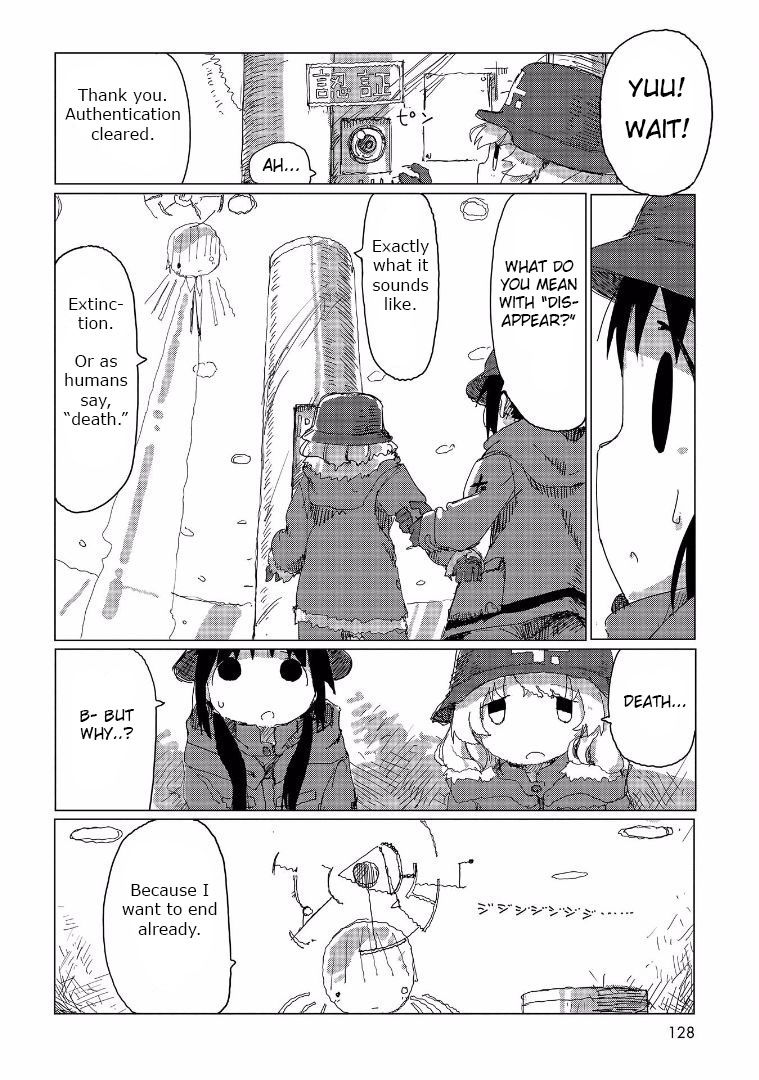 YUU!
WAIT!
認証
ピッ
AH...
Thank you.
Authentication
cleared.
WHAT DO
YOU MEAN
WITH "DIS-
APPEAR?"
Exactly
what it
sounds
like.
Extinc-
tion.
Or as
humans
say,
"death."
DEATH...
B- BUT
WHY..?
Because I
want to end
already.
ジジジジジジ......
128